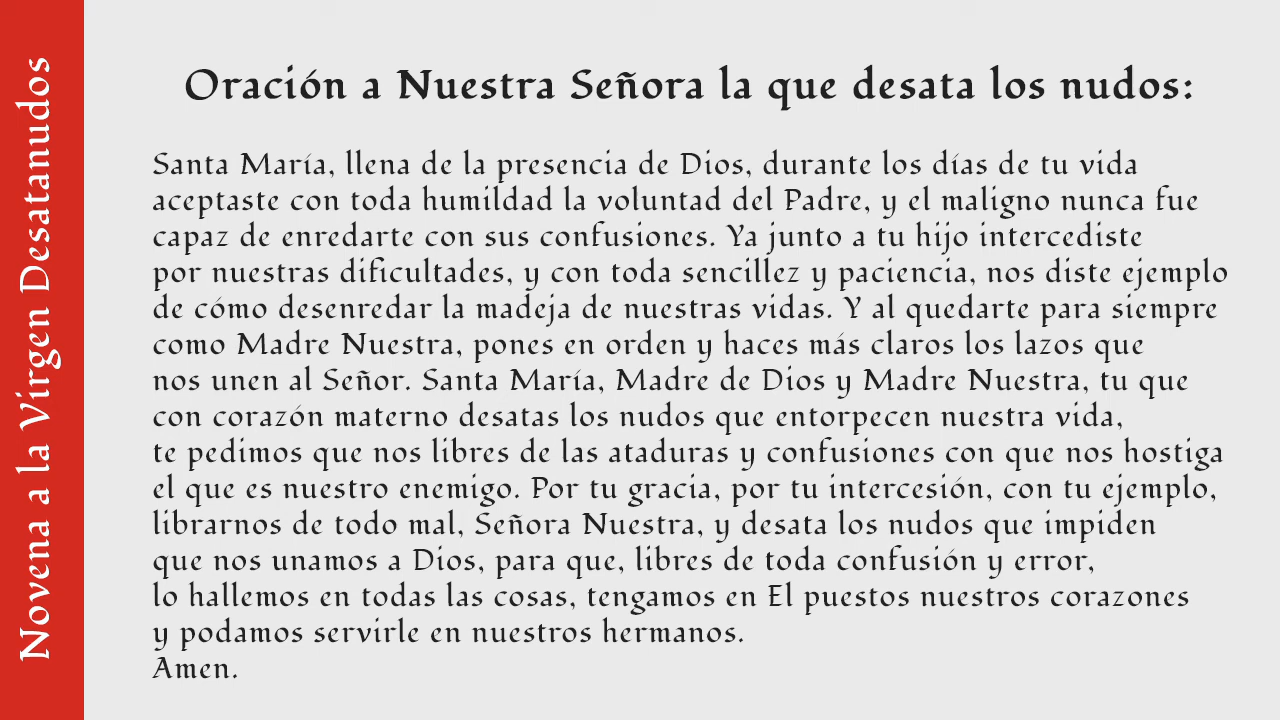 Novena a la Virgen Desatanudos
Oración a Nuestra Señora la que desata los nudos:
Santa María, llena de la presencia de Dios, durante los días de tu vida
aceptaste con toda humildad la voluntad del Padre, y el maligno nunca fue
capaz de enredarte con sus confusiones. Ya junto a tu hijo intercediste
por nuestras dificultades, y con toda sencillez y paciencia, nos diste ejemplo
de cómo desenredar la madeja de nuestras vidas. Y al quedarte para siempre
como Madre Nuestra, pones en orden y haces más claros los lazos que
nos unen al Señor. Santa María, Madre de Dios y Madre Nuestra, tu que
con corazón materno desatas los nudos que entorpecen nuestra vida,
te pedimos que nos libres de las ataduras y confusiones con que nos hostiga
el que es nuestro enemigo. Por tu gracia, por tu intercesión, con tu ejemplo,
librarnos de todo mal, Señora Nuestra, y desata los nudos que impiden
que nos unamos a Dios, para que, libres de toda confusión y error,
lo hallemos en todas las cosas, tengamos en El puestos nuestros corazones
y podamos servirle en nuestros hermanos.
Amen.